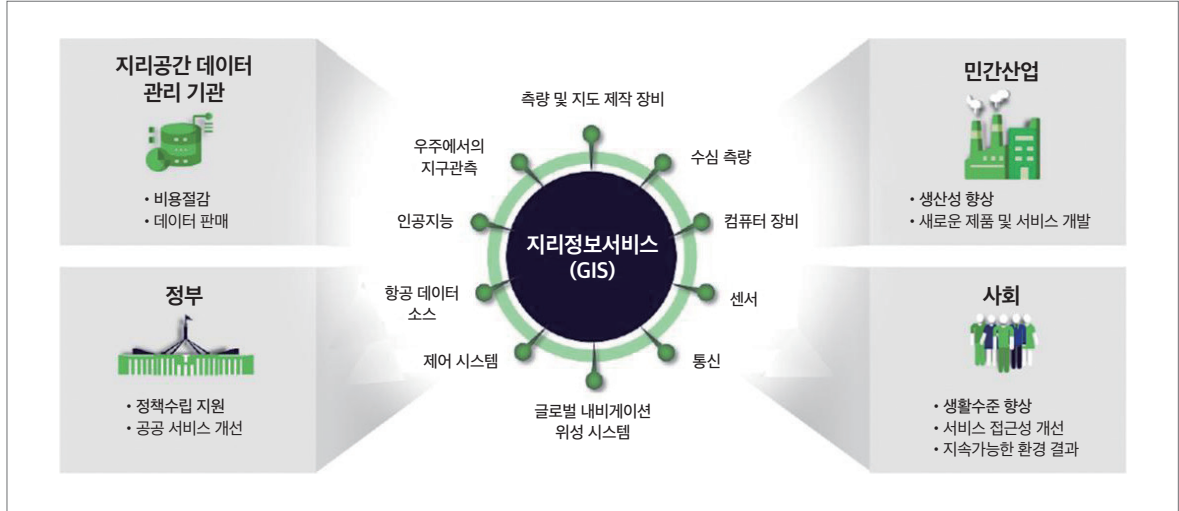 지리공간 데이터
관리 기관
• 비용절감
• 데이터 판매
정부
• 정책수립 지원
• 공공 서비스 개선
측량 및 지도 제작 장비
우주에서의
지구관측
수심 측량
인공지능
컴퓨터 장비
지리정보서비스
(GIS)
항공 데이터
소스
센서
제어 시스템
통신
글로벌 내비게이션
위성 시스템
민간산업
• 생산성 향상
• 새로운 제품 및 서비스 개발
사회
• 생활수준 향상
• 서비스 접근성 개선
• 지속가능한 환경 결과